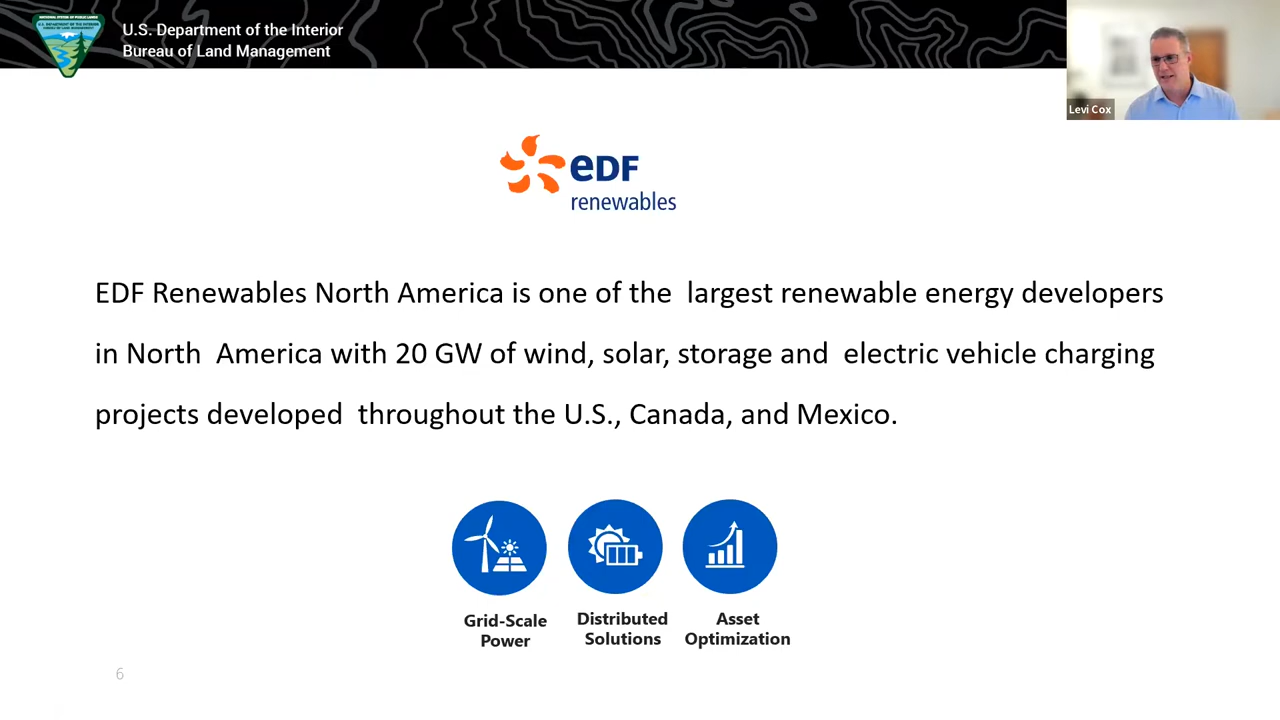 U.S. Department of the Interior
Bureau of Land Management
Levi Cox
eDF
renewables
EDF Renewables North America is one of the largest renewable energy developers
in North America with 20 GW of wind, solar, storage and electric vehicle charging
projects developed throughout the U.S., Canada, and Mexico.
Grid-Scale
Power
Distributed
Solutions
Asset
Optimization
6